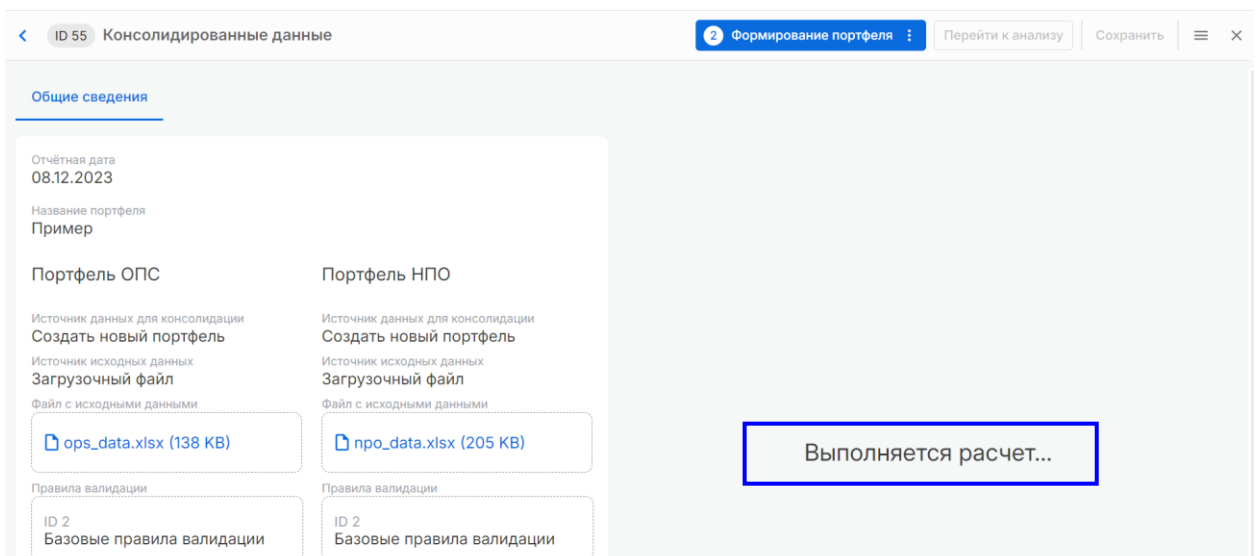 ID 55 Консолидированные данные
2 Формирование портфеля
Перейти к анализу
Сохранить
Общие сведения
Отчётная дата
08.12.2023
Название портфеля
Пример
Портфель ОПС
Источник данных для консолидации
Создать новый портфель
Источник исходных данных
Загрузочный файл
Файл с исходными данными
ops_data.xlsx (138 KB)
Правила валидации
ID 2
Базовые правила валидации
Портфель НПО
Источник данных для консолидации
Создать новый портфель
Источник исходных данных
Загрузочный файл
Файл с исходными данными
npo_data.xlsx (205 KB)
Правила валидации
ID 2
Базовые правила валидации
Выполняется расчет...